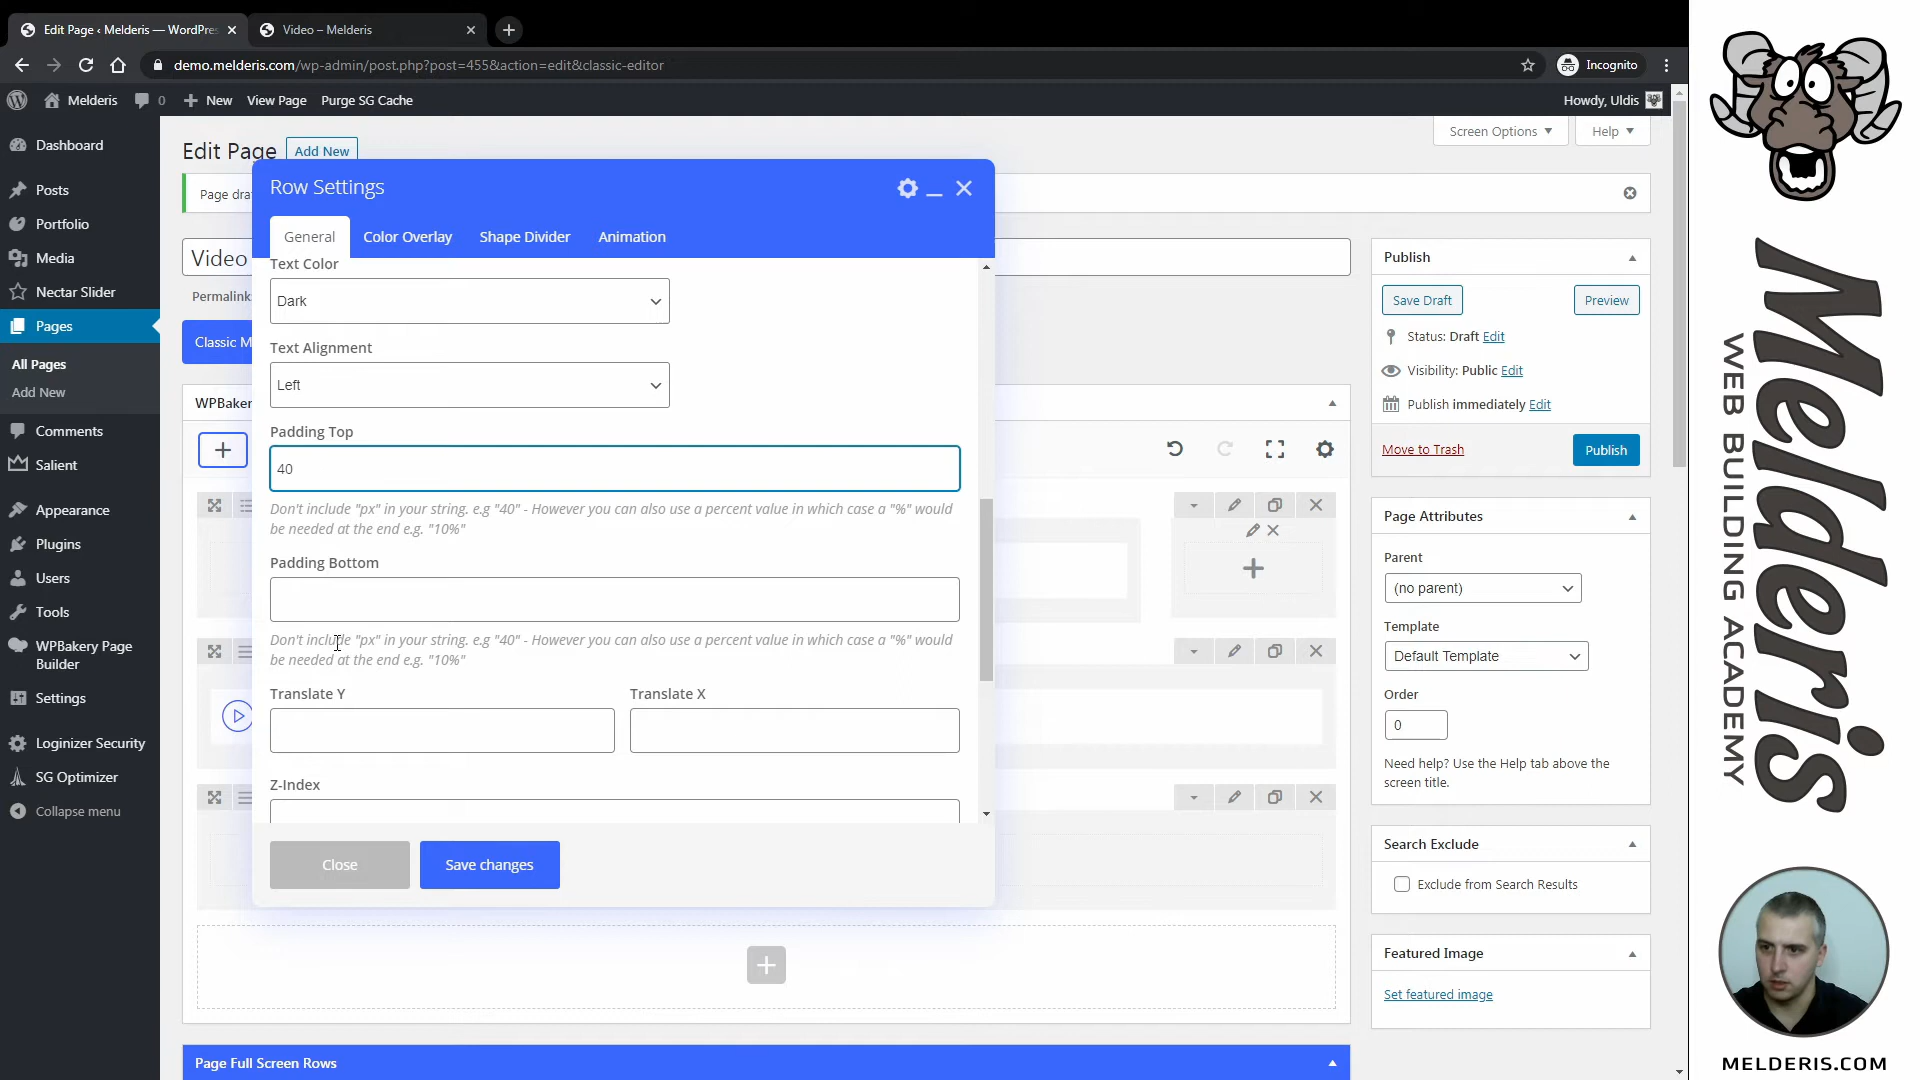 Edit Page ‹ Melderis — WordPres
Video – Melderis
demo.melderis.com/wp-admin/post.php?post=455&action=edit&classic-editor
Incognito
Melderis
0
New
View Page
Purge SG Cache
Howdy, Uldis
Dashboard
Posts
Portfolio
Media
Nectar Slider
Pages
All Pages
Add New
Comments
Salient
Appearance
Plugins
Users
Tools
WPBakery Page
Builder
Settings
Loginizer Security
SG Optimizer
Collapse menu
Screen Options
Help
Edit Page
Add New
Page dra
Video
Permalink
Classic M
WPBaker
Row Settings
General
Color Overlay
Shape Divider
Animation
Text Color
Dark
Text Alignment
Left
Padding Top
40
Don't include "px" in your string. e.g "40" - However you can also use a percent value in which case a "%" would
be needed at the end e.g. "10%"
Padding Bottom
Don't include "px" in your string. e.g "40" - However you can also use a percent value in which case a "%" would
be needed at the end e.g. "10%"
Translate Y
Translate X
Z-Index
Close
Save changes
Page Full Screen Rows
Publish
Save Draft
Preview
Status: Draft Edit
Visibility: Public Edit
Publish immediately Edit
Move to Trash
Publish
Page Attributes
Parent
(no parent)
Template
Default Template
Order
0
Need help? Use the Help tab above the
screen title.
Search Exclude
Exclude from Search Results
Featured Image
Set featured image
Melderis
WEB BUILDING ACADEMY
MELDERIS.COM